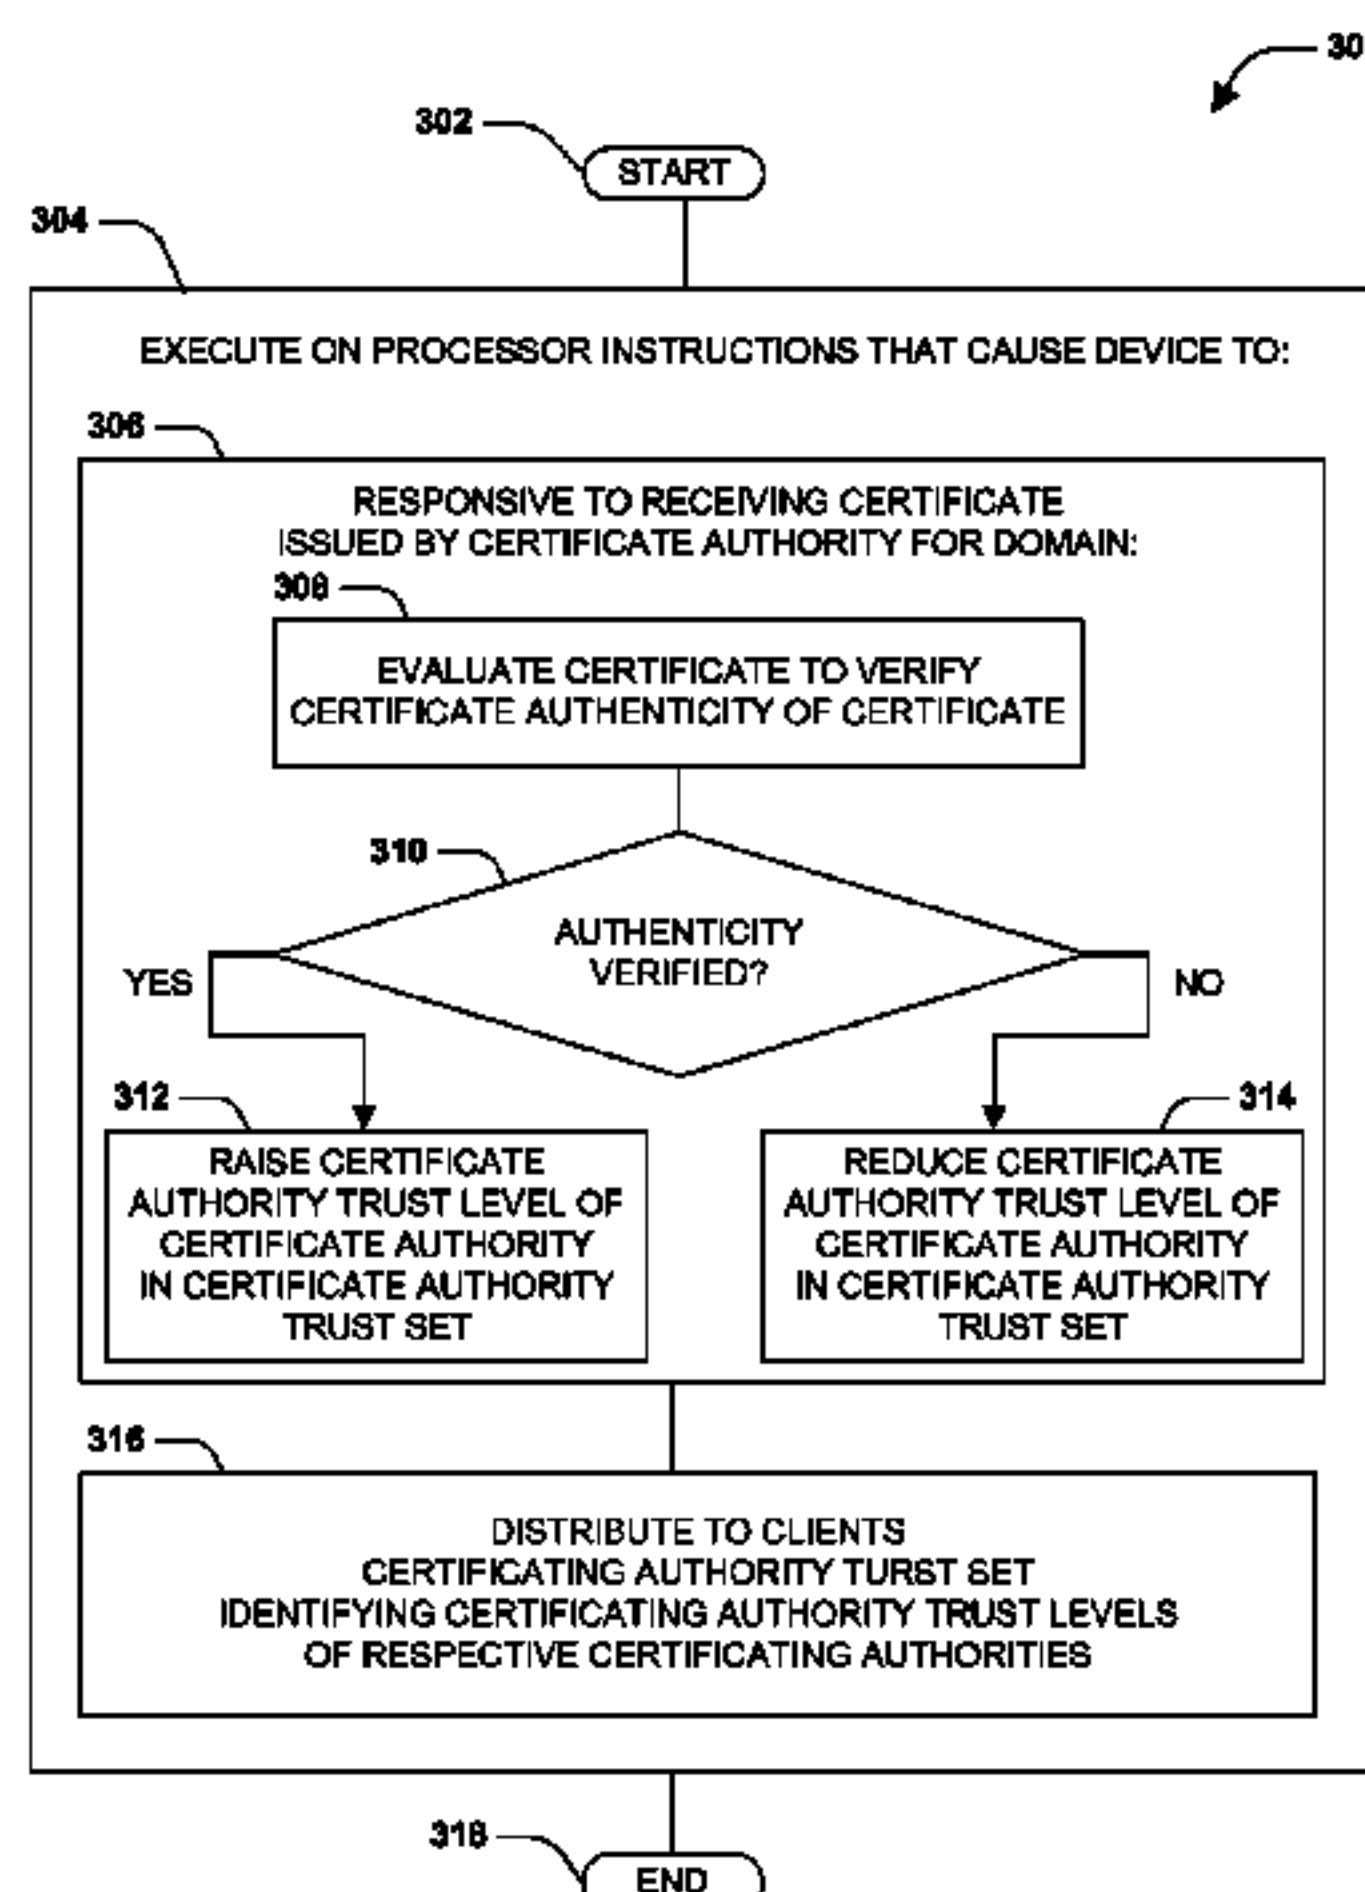 30
302
START
304
EXECUTE ON PROCESSOR INSTRUCTIONS THAT CAUSE DEVICE TO:
306
RESPONSIVE TO RECEIVING CERTIFICATE
ISSUED BY CERTIFICATE AUTHORITY FOR DOMAIN:
308
EVALUATE CERTIFICATE TO VERIFY
CERTIFICATE AUTHENTICITY OF CERTIFICATE
310
AUTHENTICITY
VERIFIED?
YES
NO
312
314
RAISE CERTIFICATE
AUTHORITY TRUST LEVEL OF
CERTIFICATE AUTHORITY
IN CERTIFICATE AUTHORITY
TRUST SET
REDUCE CERTIFICATE
AUTHORITY TRUST LEVEL OF
CERTIFICATE AUTHORITY
IN CERTIFICATE AUTHORITY
TRUST SET
316
DISTRIBUTE TO CLIENTS
CERTIFICATING AUTHORITY TURST SET
IDENTIFYING CERTIFICATING AUTHORITY TRUST LEVELS
OF RESPECTIVE CERTIFICATING AUTHORITIES
318
END